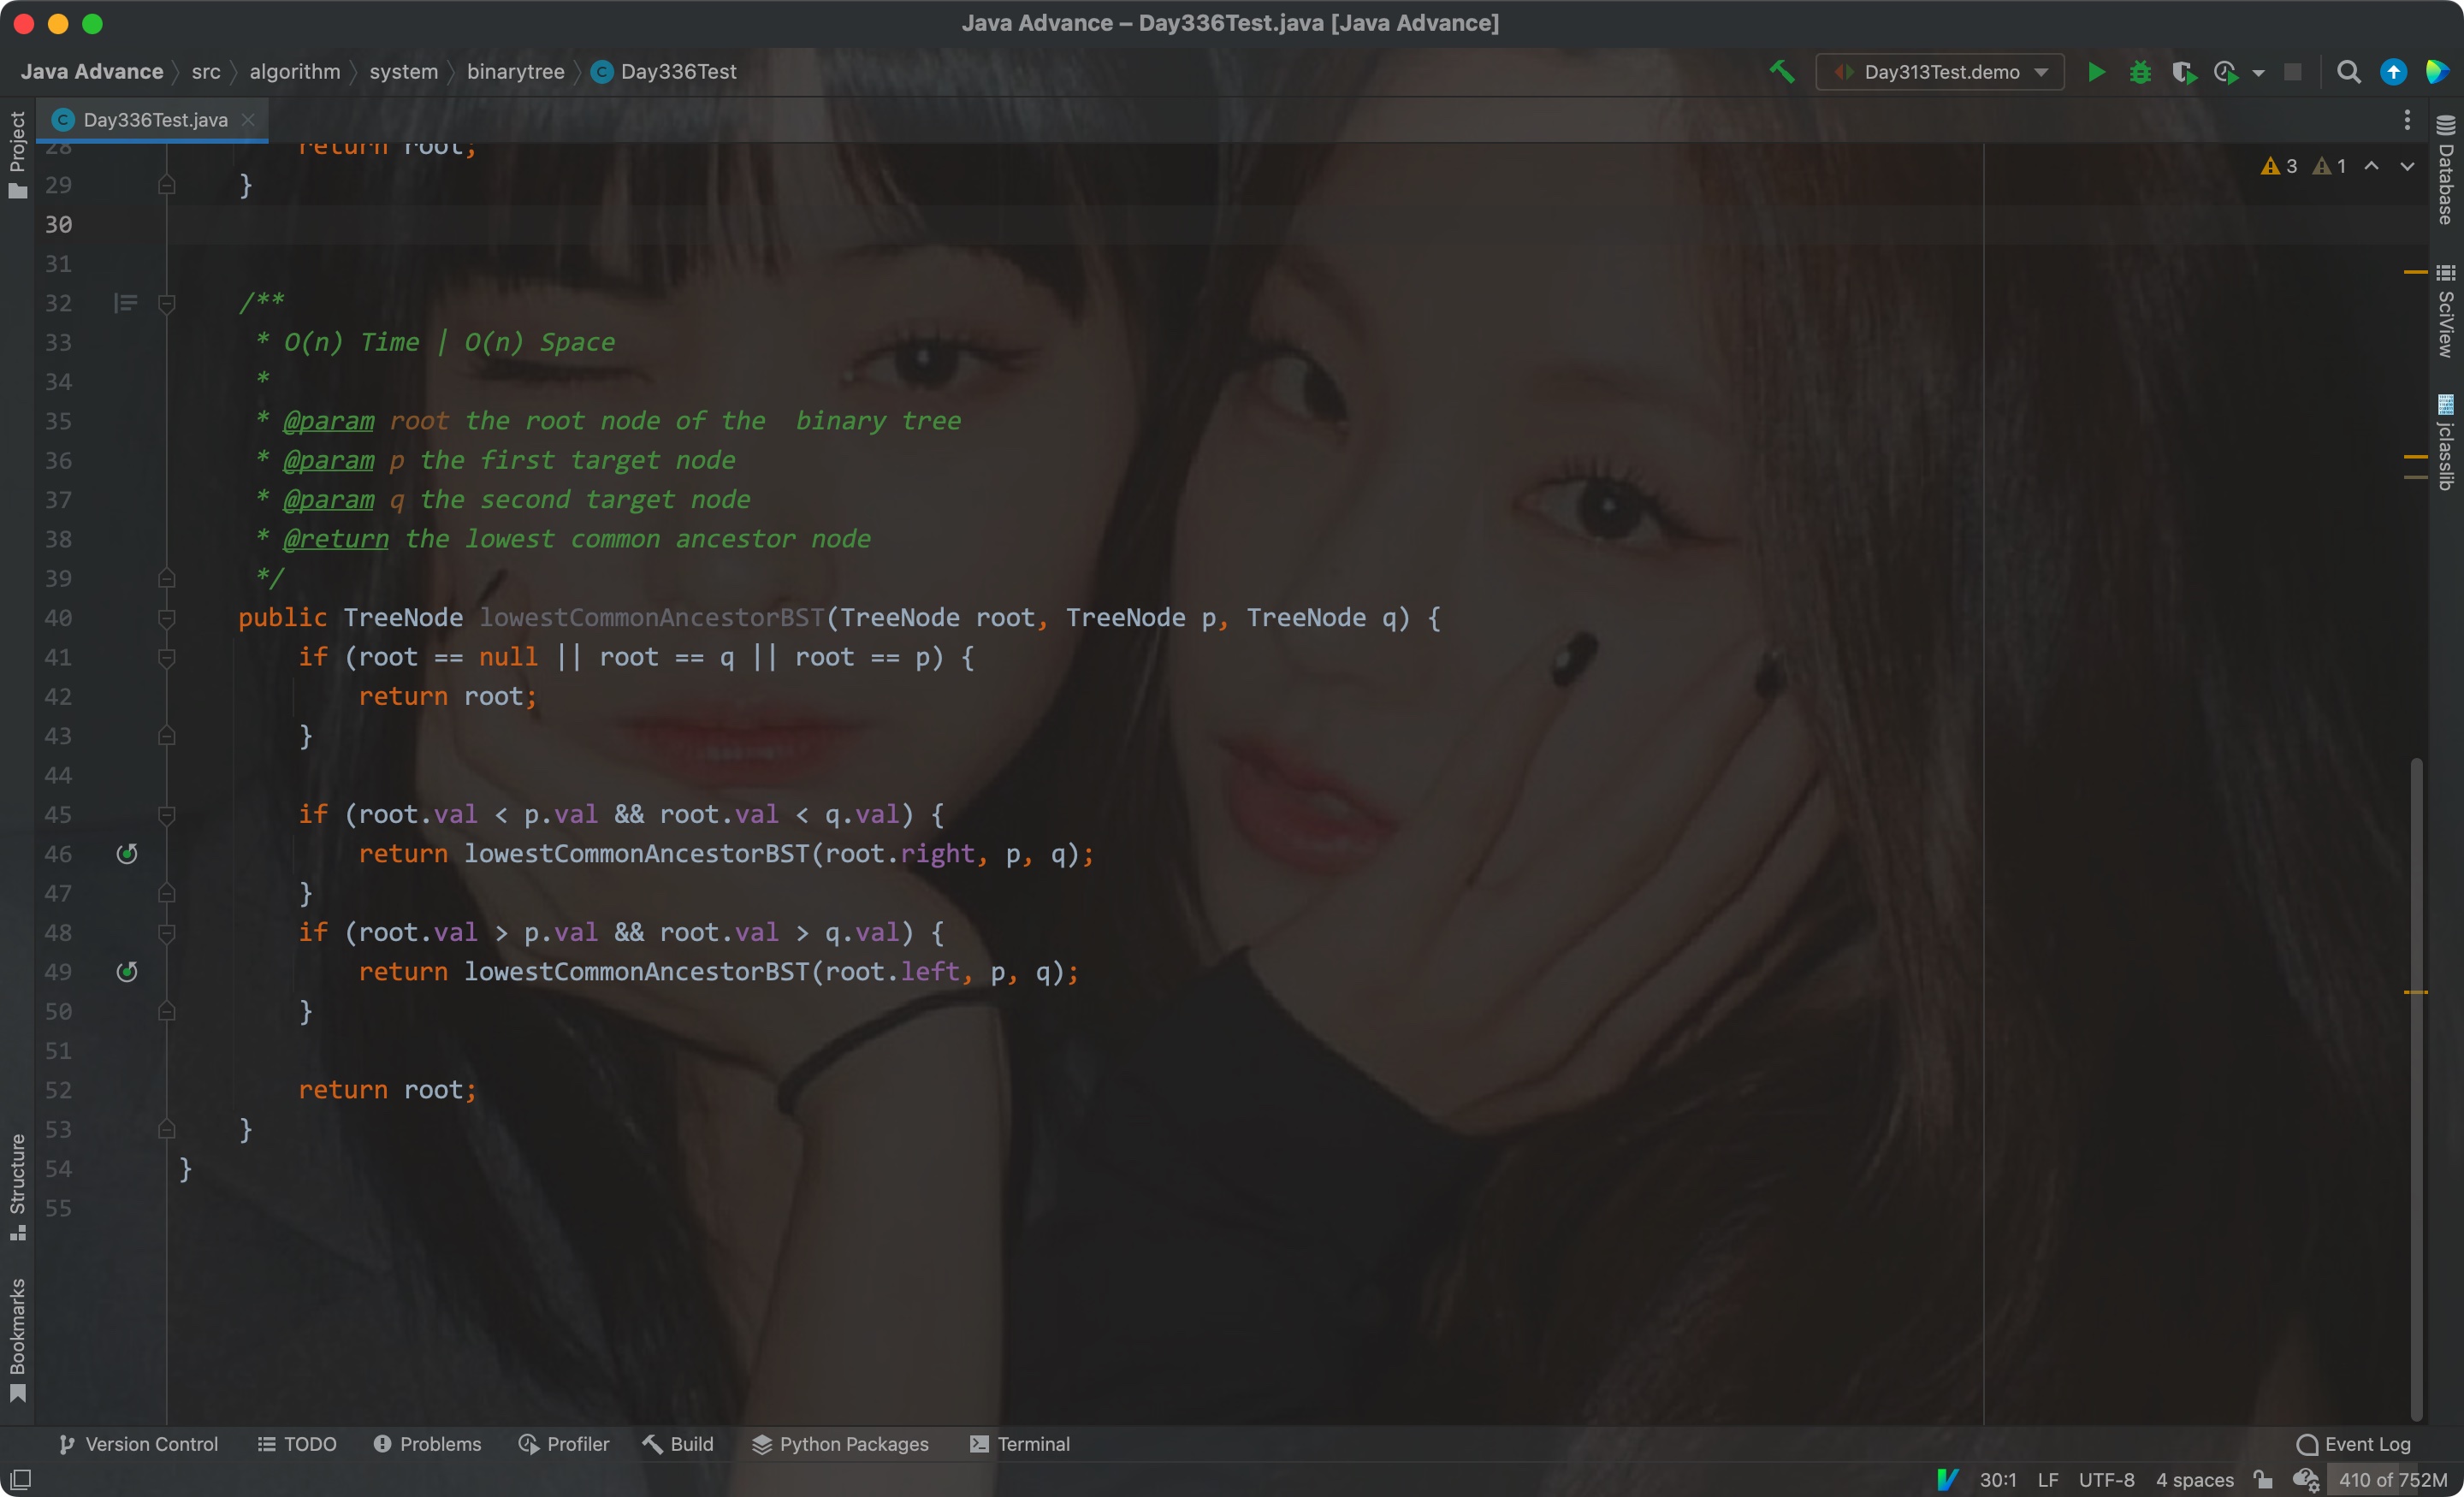 Java Advance – Day336Test.java [Java Advance]
Java Advance src algorithm system binarytree Day336Test
Day313Test.demo
Project
Day336Test.java
28 return root;
3 1
29 }
30
31
32 /**
33 * O(n) Time | O(n) Space
34 *
35 * @param root the root node of the  binary tree
36 * @param p the first target node
37 * @param q the second target node
38 * @return the lowest common ancestor node
39 */
40 public TreeNode lowestCommonAncestorBST(TreeNode root, TreeNode p, TreeNode q) {
41 if (root == null || root == q || root == p) {
42 return root;
43 }
44
45 if (root.val < p.val && root.val < q.val) {
46 return lowestCommonAncestorBST(root.right, p, q);
47 }
48 if (root.val > p.val && root.val > q.val) {
49 return lowestCommonAncestorBST(root.left, p, q);
50 }
51
52 return root;
53 }
54 }
55
Database
SciView
jclasslib
Structure
Bookmarks
Version Control TODO Problems Profiler Build Python Packages Terminal Event Log
30:1 LF UTF-8 4 spaces 410 of 752M